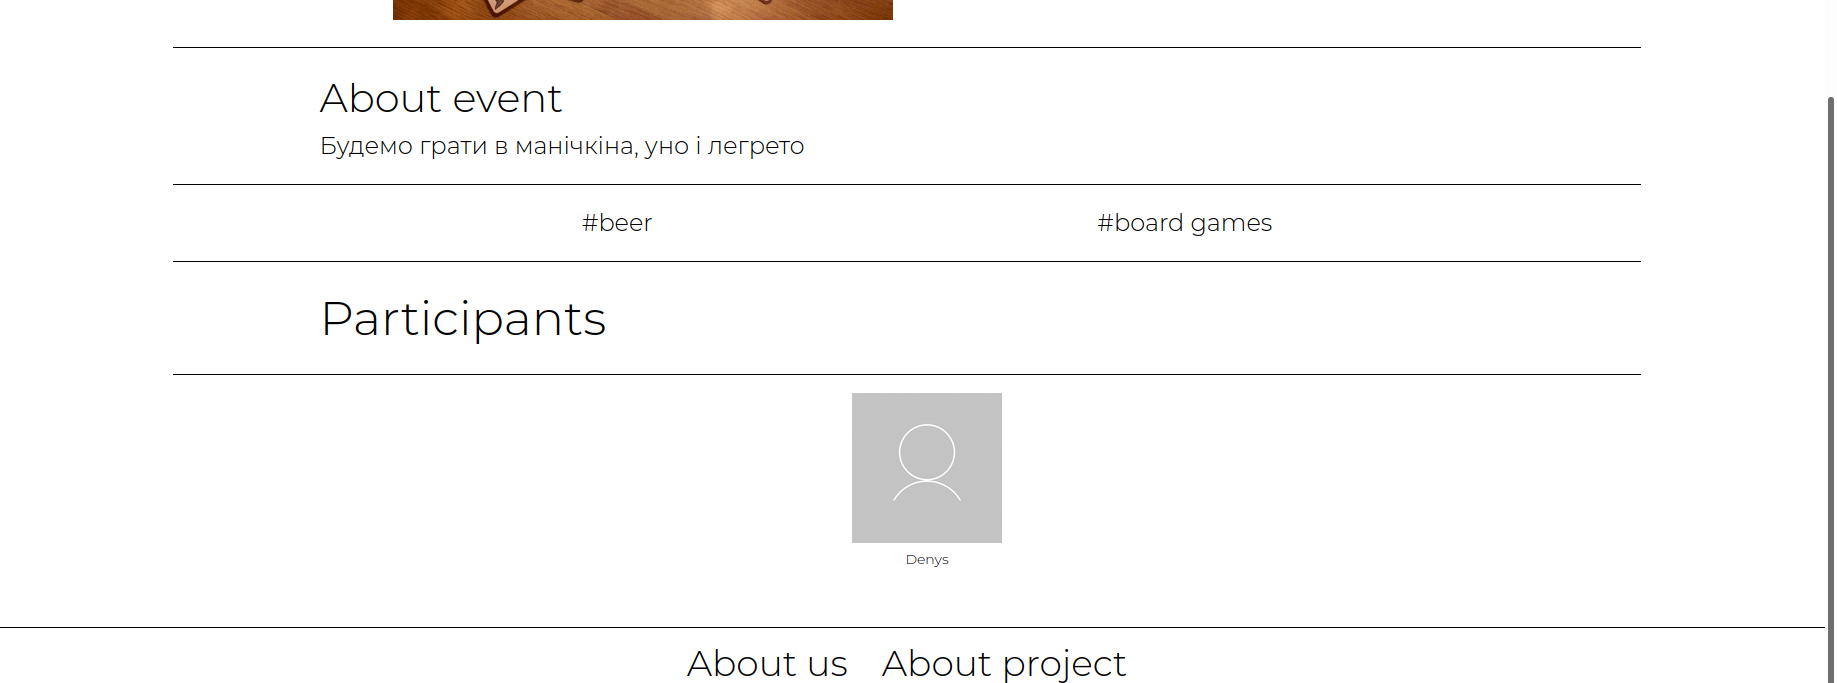 About event
Будемо грати в манічкіна, уно і легрето
#beer #board games
Participants
Denys
About us About project